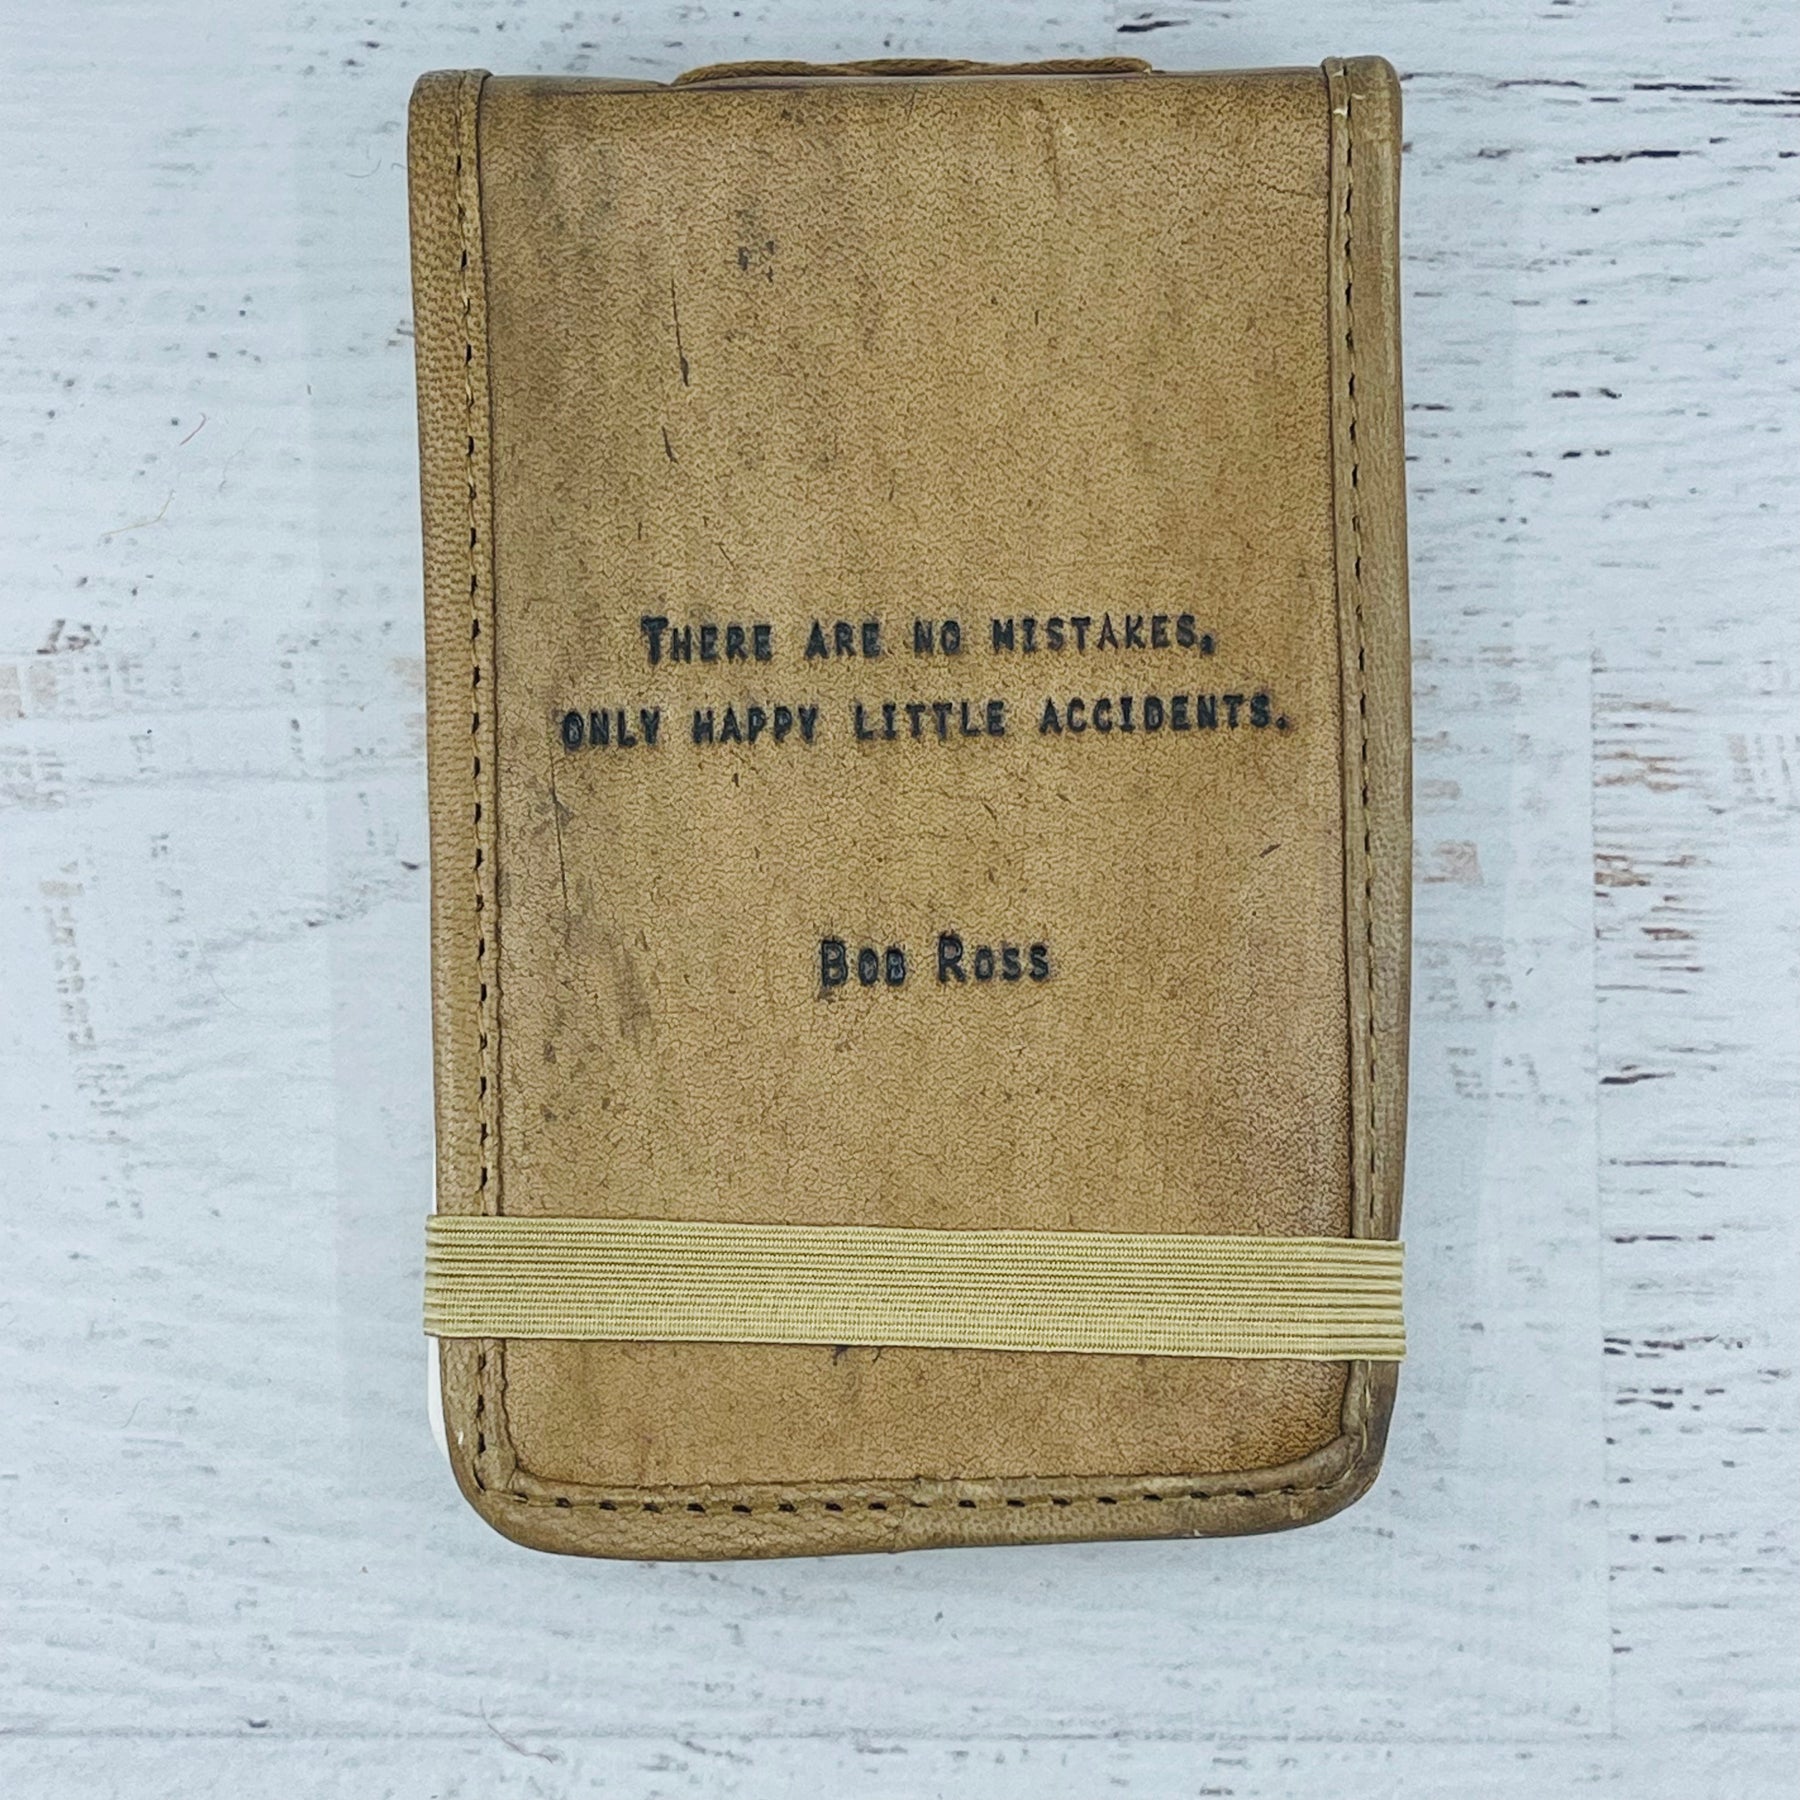 There are no mistakes,
only happy little accidents.
Bob Ross